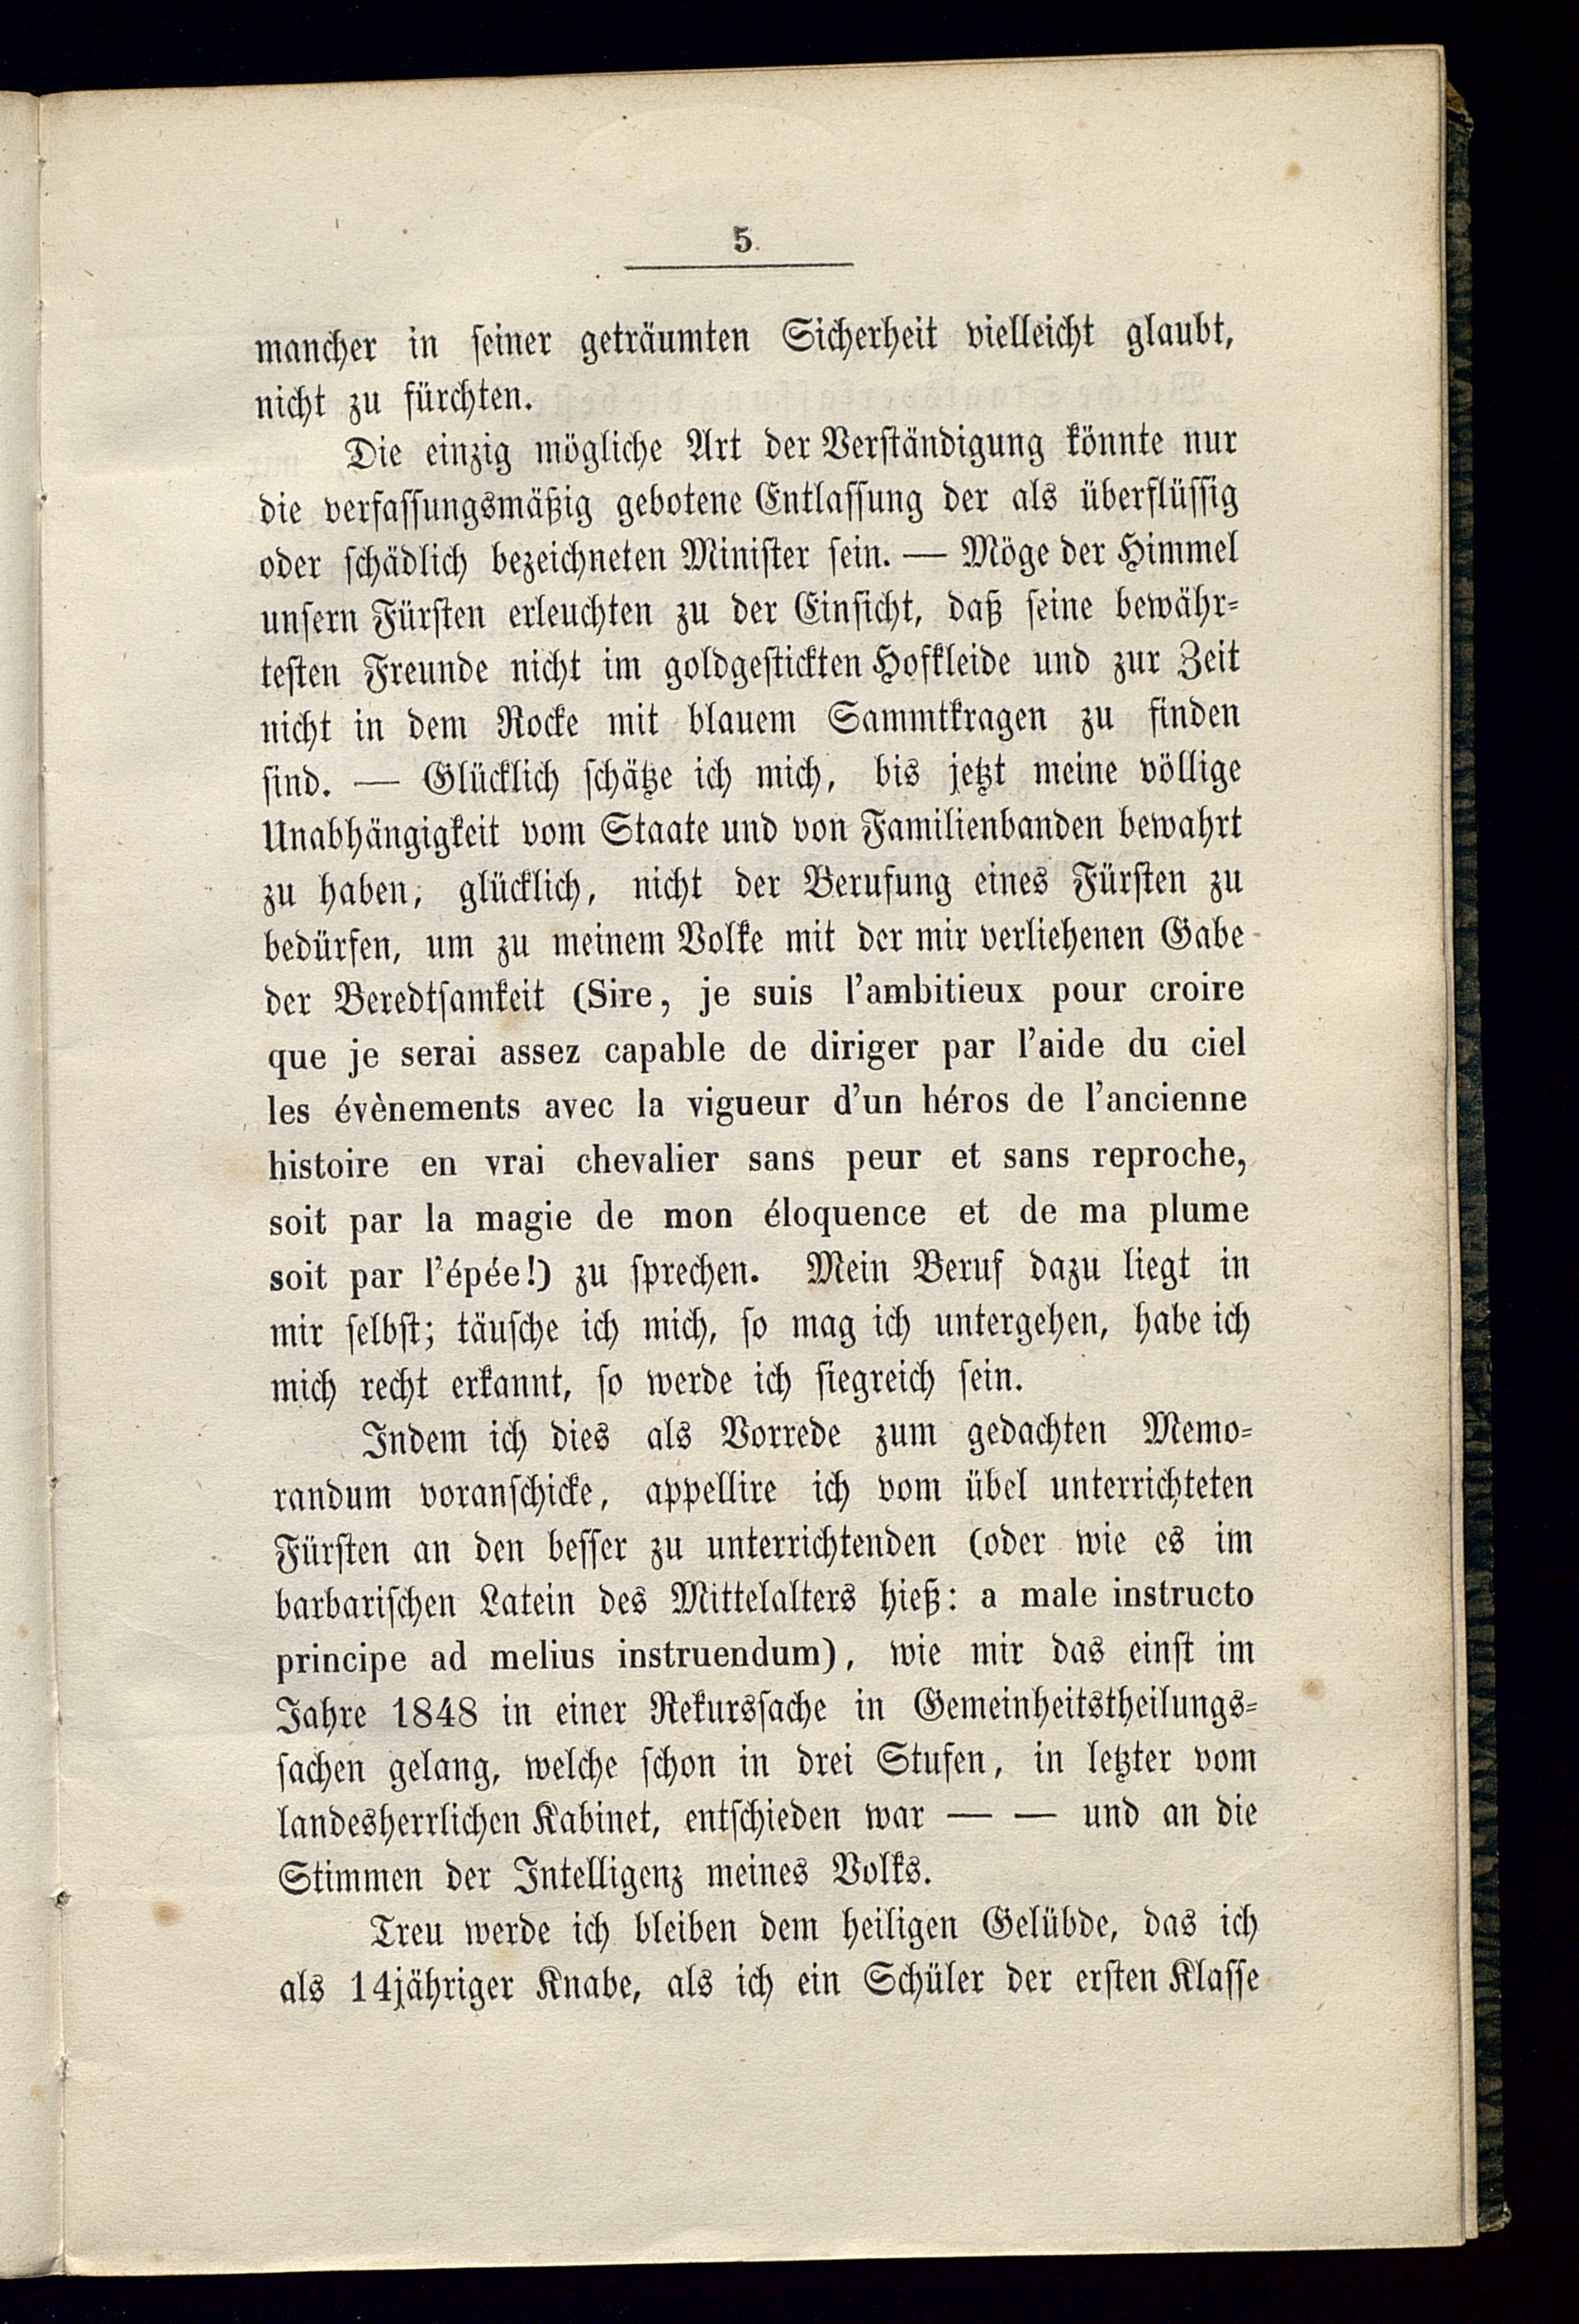 5
mancher in seiner geträumten Sicherheit vielleicht glaubt,
nicht zu fürchten.
Die einzig mögliche Art der Verständigung könnte nur
die verfassungsmäßig gebotene Entlassung der als überflüssig
oder schädlich bezeichneten Minister sein. — Möge der Himmel
unsern Fürsten erleuchten zu der Einsicht, daß seine bewähr-
testen Freunde nicht im goldgestickten Hofkleide und zur Zeit
nicht in dem Rocke mit blauem Sammtkragen zu finden
sind. — Glücklich schätze ich mich, bis jetzt meine völlige
Unabhängigkeit vom Staate und von Familienbanden bewahrt
zu haben, glücklich, nicht der Berufung eines Fürsten zu
bedürfen, um zu meinem Volke mit der mir verliehenen Gabe
der Beredtsamkeit (Sire, je suis l'ambitieux pour croire
que je serai assez capable de diriger par l'aide du ciel
les évènements avec la vigueur d'un héros de l'ancienne
histoire en vrai chevalier sans peur et sans reproche,
soit par la magie de mon éloquence et de ma plume
soit par l'épée!) zu sprechen. Mein Beruf dazu liegt in
mir selbst; täusche ich mich, so mag ich untergehen, habe ich
mich recht erkannt, so werde ich siegreich sein.
Indem ich dies als Vorrede zum gedachten Memo-
randum voranschicke, appellire ich vom übel unterrichteten
Fürsten an den besser zu unterrichtenden (oder wie es im
barbarischen Latein des Mittelalters hieß: a male instructo
principe ad melius instruendum), wie mir das einst im
Jahre 1848 in einer Rekurssache in Gemeinheitstheilungs-
sachen gelang, welche schon in drei Stufen, in letzter vom
landesherrlichen Kabinet, entschieden war — — und an die
Stimmen der Intelligenz meines Volks.
Treu werde ich bleiben dem heiligen Gelübde, das ich
als 14jähriger Knabe, als ich ein Schüler der ersten Klasse